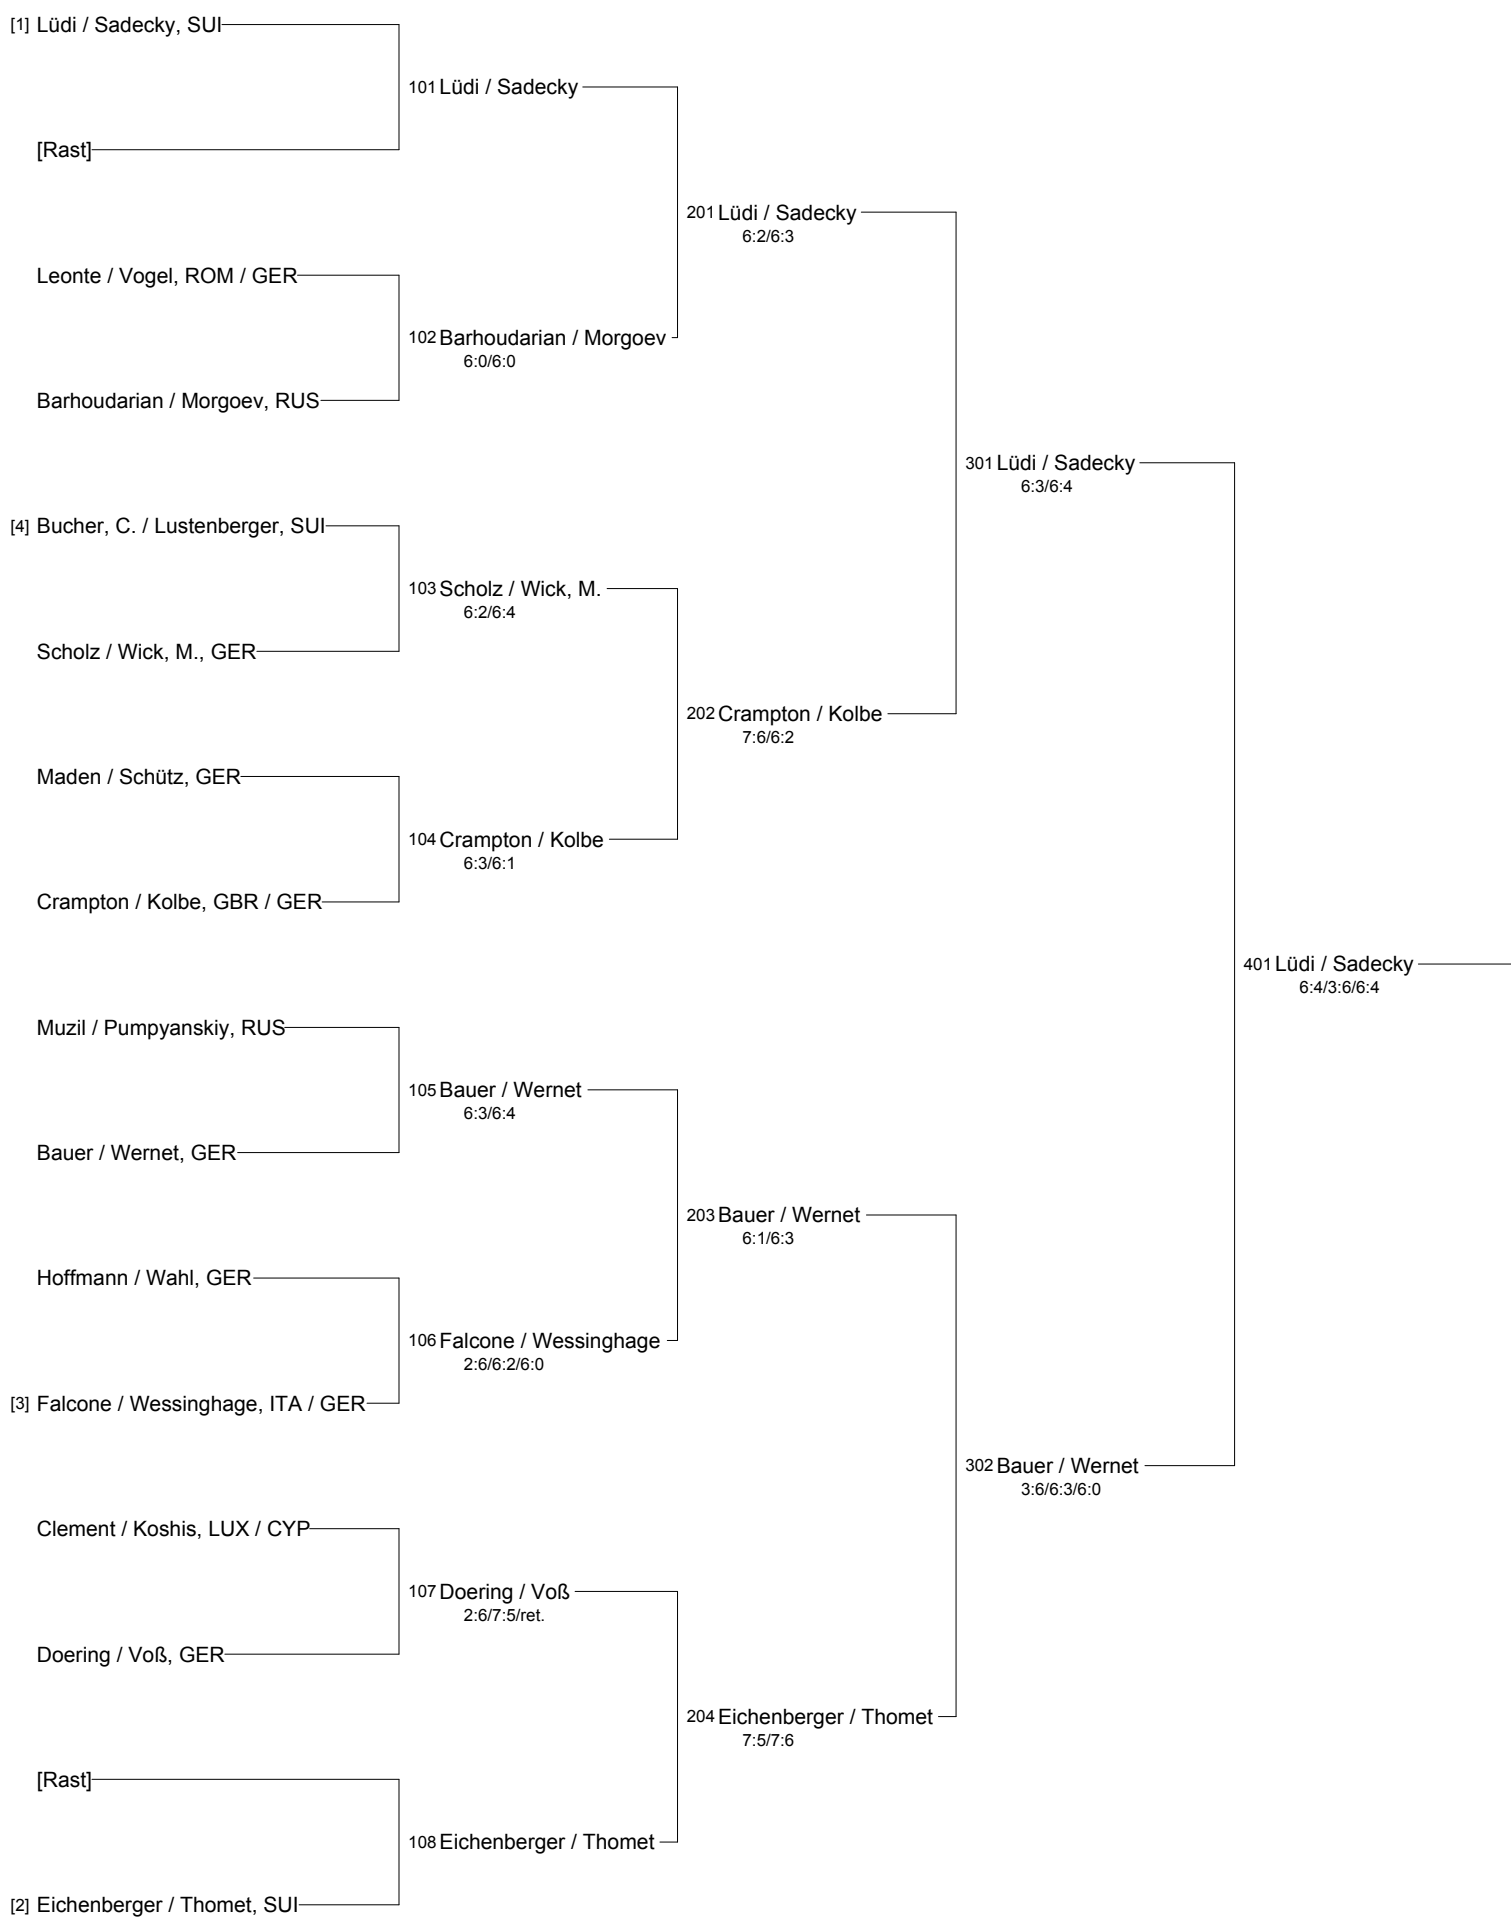 [1] Lüdi / Sadecky, SUI
101 Lüdi / Sadecky
[Rast]
201 Lüdi / Sadecky
6:2/6:3
Leonte / Vogel, ROM / GER
102 Barhoudarian / Morgoev
6:0/6:0
Barhoudarian / Morgoev, RUS
301 Lüdi / Sadecky
6:3/6:4
[4] Bucher, C. / Lustenberger, SUI
103 Scholz / Wick, M.
6:2/6:4
Scholz / Wick, M., GER
202 Crampton / Kolbe
7:6/6:2
Maden / Schütz, GER
104 Crampton / Kolbe
6:3/6:1
Crampton / Kolbe, GBR / GER
401 Lüdi / Sadecky
6:4/3:6/6:4
Muzil / Pumpyanskiy, RUS
105 Bauer / Wernet
6:3/6:4
Bauer / Wernet, GER
203 Bauer / Wernet
6:1/6:3
Hoffmann / Wahl, GER
106 Falcone / Wessinghage
2:6/6:2/6:0
[3] Falcone / Wessinghage, ITA / GER
302 Bauer / Wernet
3:6/6:3/6:0
Clement / Koshis, LUX / CYP
107 Doering / Voß
2:6/7:5/ret.
Doering / Voß, GER
204 Eichenberger / Thomet
7:5/7:6
[Rast]
108 Eichenberger / Thomet
[2] Eichenberger / Thomet, SUI